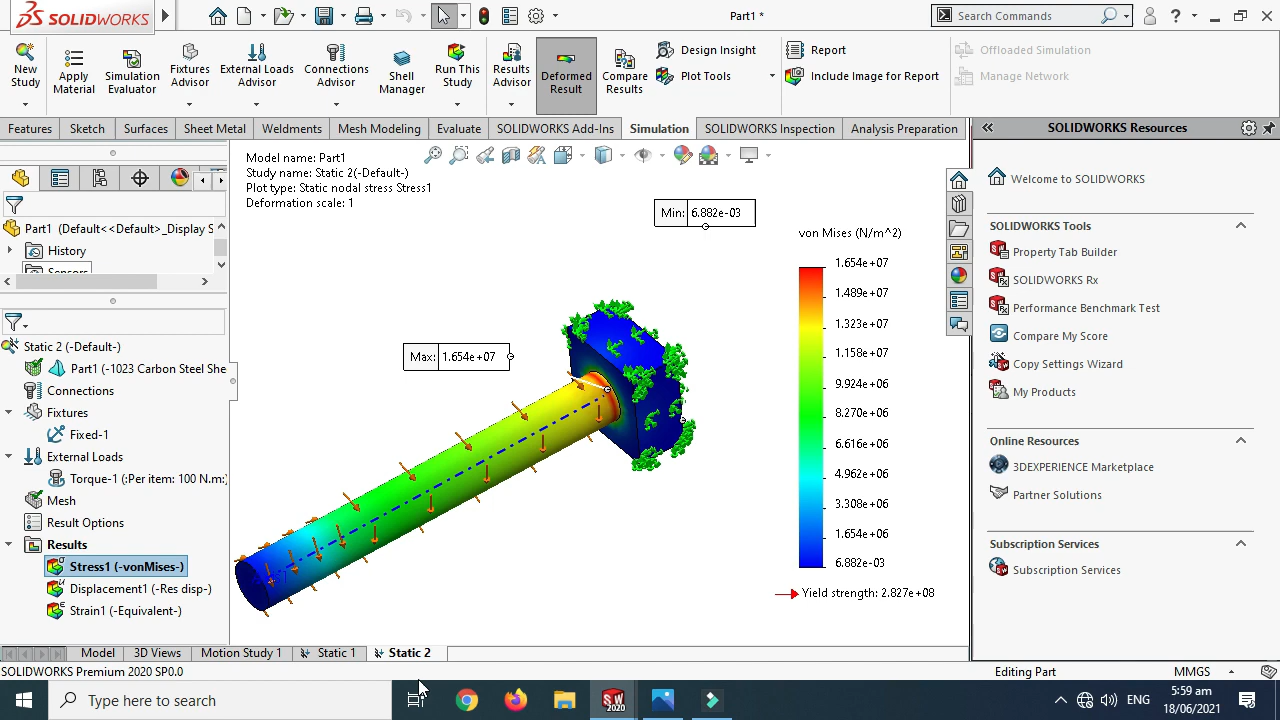 SOLIDWORKS
Part1 *
Search Commands
New Study
Apply Material
Simulation Evaluator
Fixtures Advisor
External Loads Advisor
Connections Advisor
Shell Manager
Run This Study
Results Advisor
Deformed Result
Compare Results
Design Insight
Plot Tools
Report
Include Image for Report
Offloaded Simulation
Manage Network
Features
Sketch
Surfaces
Sheet Metal
Weldments
Mesh Modeling
Evaluate
SOLIDWORKS Add-Ins
Simulation
SOLIDWORKS Inspection
Analysis Preparation
SOLIDWORKS Resources
Part1 (Default<<Default>_Display S
History
Sensors
Static 2 (-Default-)
Part1 (-1023 Carbon Steel She
Connections
Fixtures
Fixed-1
External Loads
Torque-1 (:Per item: 100 N.m:)
Mesh
Result Options
Results
Stress1 (-vonMises-)
Displacement1 (-Res disp-)
Strain1 (-Equivalent-)
Model name: Part1
Study name: Static 2(-Default-)
Plot type: Static nodal stress Stress1
Deformation scale: 1
Min: 6.882e-03
Max: 1.654e+07
von Mises (N/m^2)
1.654e+07
1.489e+07
1.323e+07
1.158e+07
9.924e+06
8.270e+06
6.616e+06
4.962e+06
3.308e+06
1.654e+06
6.882e-03
Yield strength: 2.827e+08
Welcome to SOLIDWORKS
SOLIDWORKS Tools
Property Tab Builder
SOLIDWORKS Rx
Performance Benchmark Test
Compare My Score
Copy Settings Wizard
My Products
Online Resources
3DEXPERIENCE Marketplace
Partner Solutions
Subscription Services
Subscription Services
Model
3D Views
Motion Study 1
Static 1
Static 2
SOLIDWORKS Premium 2020 SP0.0
Editing Part
MMGS
Type here to search
SW
2020
ENG
5:59 am
18/06/2021